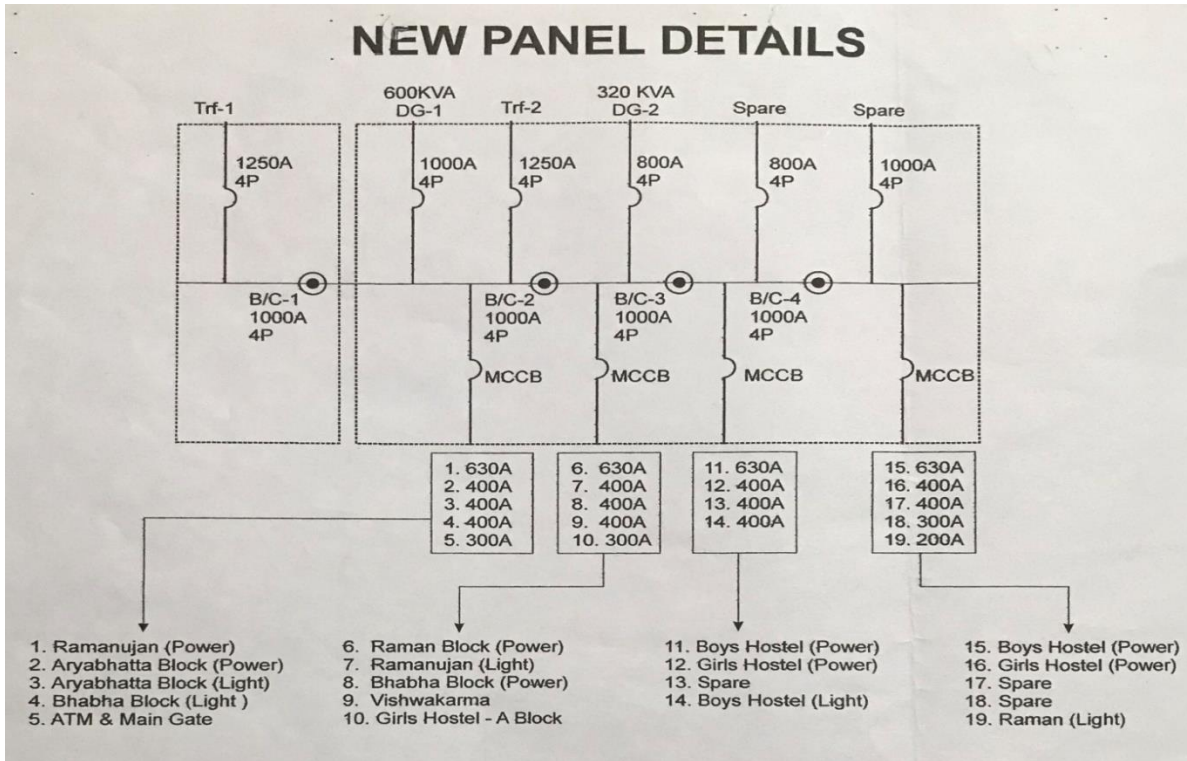 NEW PANEL DETAILS
Trf-1
600KVA
DG-1
Trf-2
320 KVA
DG-2
Spare
Spare
1250A
4P
1000A
4P
1250A
4P
800A
4P
800A
4P
1000A
4P
B/C-1
1000A
4P
B/C-2
1000A
4P
B/C-3
1000A
4P
B/C-4
1000A
4P
MCCB
MCCB
MCCB
MCCB
1. 630A
2. 400A
3. 400A
4. 400A
5. 300A
6. 630A
7. 400A
8. 400A
9. 400A
10. 300A
11. 630A
12. 400A
13. 400A
14. 400A
15. 630A
16. 400A
17. 400A
18. 300A
19. 200A
1. Ramanujan (Power)
2. Aryabhatta Block (Power)
3. Aryabhatta Block (Light)
4. Bhabha Block (Light )
5. ATM & Main Gate
6. Raman Block (Power)
7. Ramanujan (Light)
8. Bhabha Block (Power)
9. Vishwakarma
10. Girls Hostel - A Block
11. Boys Hostel (Power)
12. Girls Hostel (Power)
13. Spare
14. Boys Hostel (Light)
15. Boys Hostel (Power)
16. Girls Hostel (Power)
17. Spare
18. Spare
19. Raman (Light)